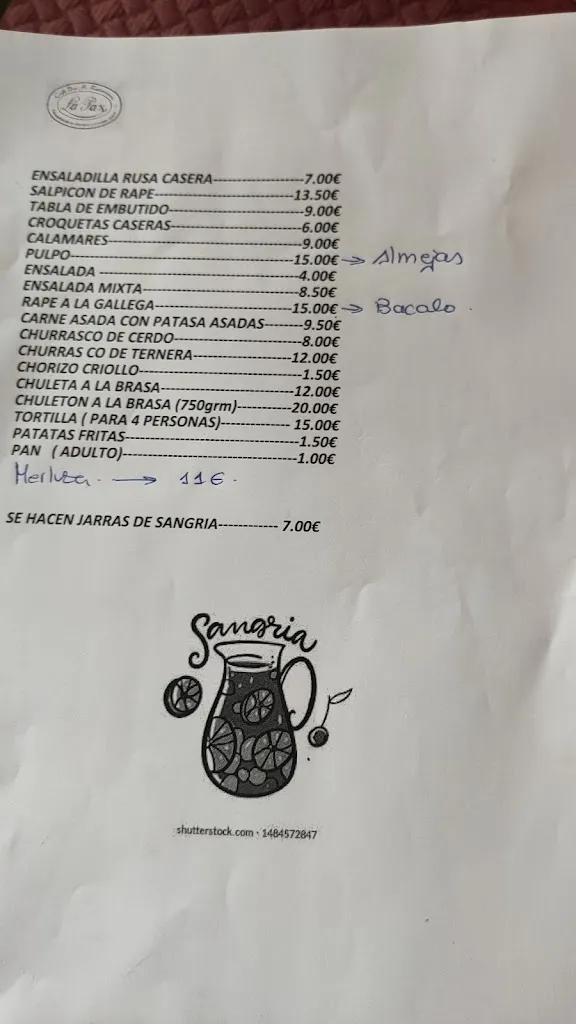 La Paz
ENSALADILLA RUSA CASERA--------------------7.00€
SALPICON DE RAPE-------------------------------13.50€
TABLA DE EMBUTIDO-----------------------------9.00€
CROQUETAS CASERAS----------------------------6.00€
CALAMARES------------------------------------------9.00€
PULPO--------------------------------------------------15.00€ → Almejas
ENSALADA -------------------------------------------4.00€
ENSALADA MIXTA-----------------------------------8.50€
RAPE A LA GALLEGA-------------------------------15.00€ → Bacalo.
CARNE ASADA CON PATASA ASADAS--------9.50€
CHURRASCO DE CERDO----------------------------8.00€
CHURRAS CO DE TERNERA----------------------12.00€
CHORIZO CRIOLLO------------------------------------1.50€
CHULETA A LA BRASA-----------------------------12.00€
CHULETON A LA BRASA (750grm)-----------20.00€
TORTILLA ( PARA 4 PERSONAS)-------------- 15.00€
PATATAS FRITAS--------------------------------------1.50€
PAN ( ADULTO)--------------------------------------1.00€
Merluza. → 11€.
SE HACEN JARRAS DE SANGRIA------------ 7.00€
Sangria
shutterstock.com · 1484572847